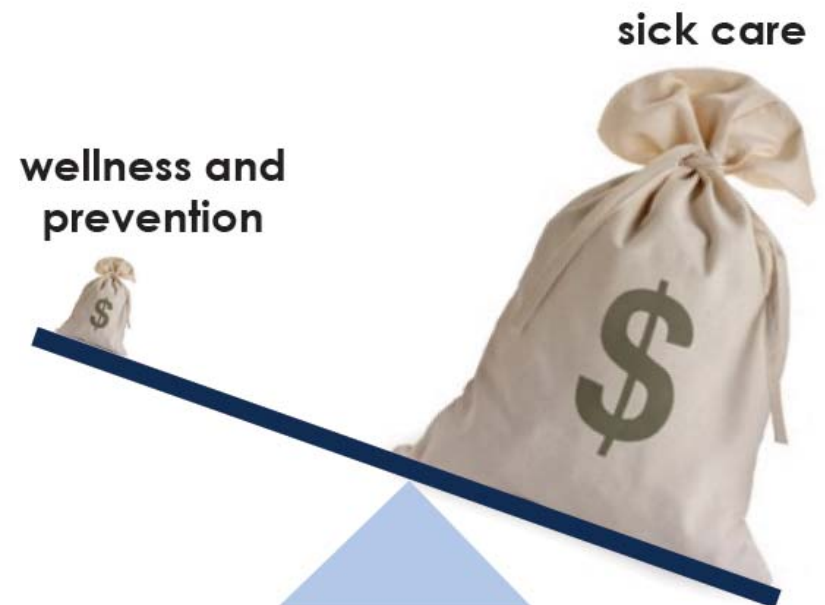 sick care
wellness and
prevention
$
$